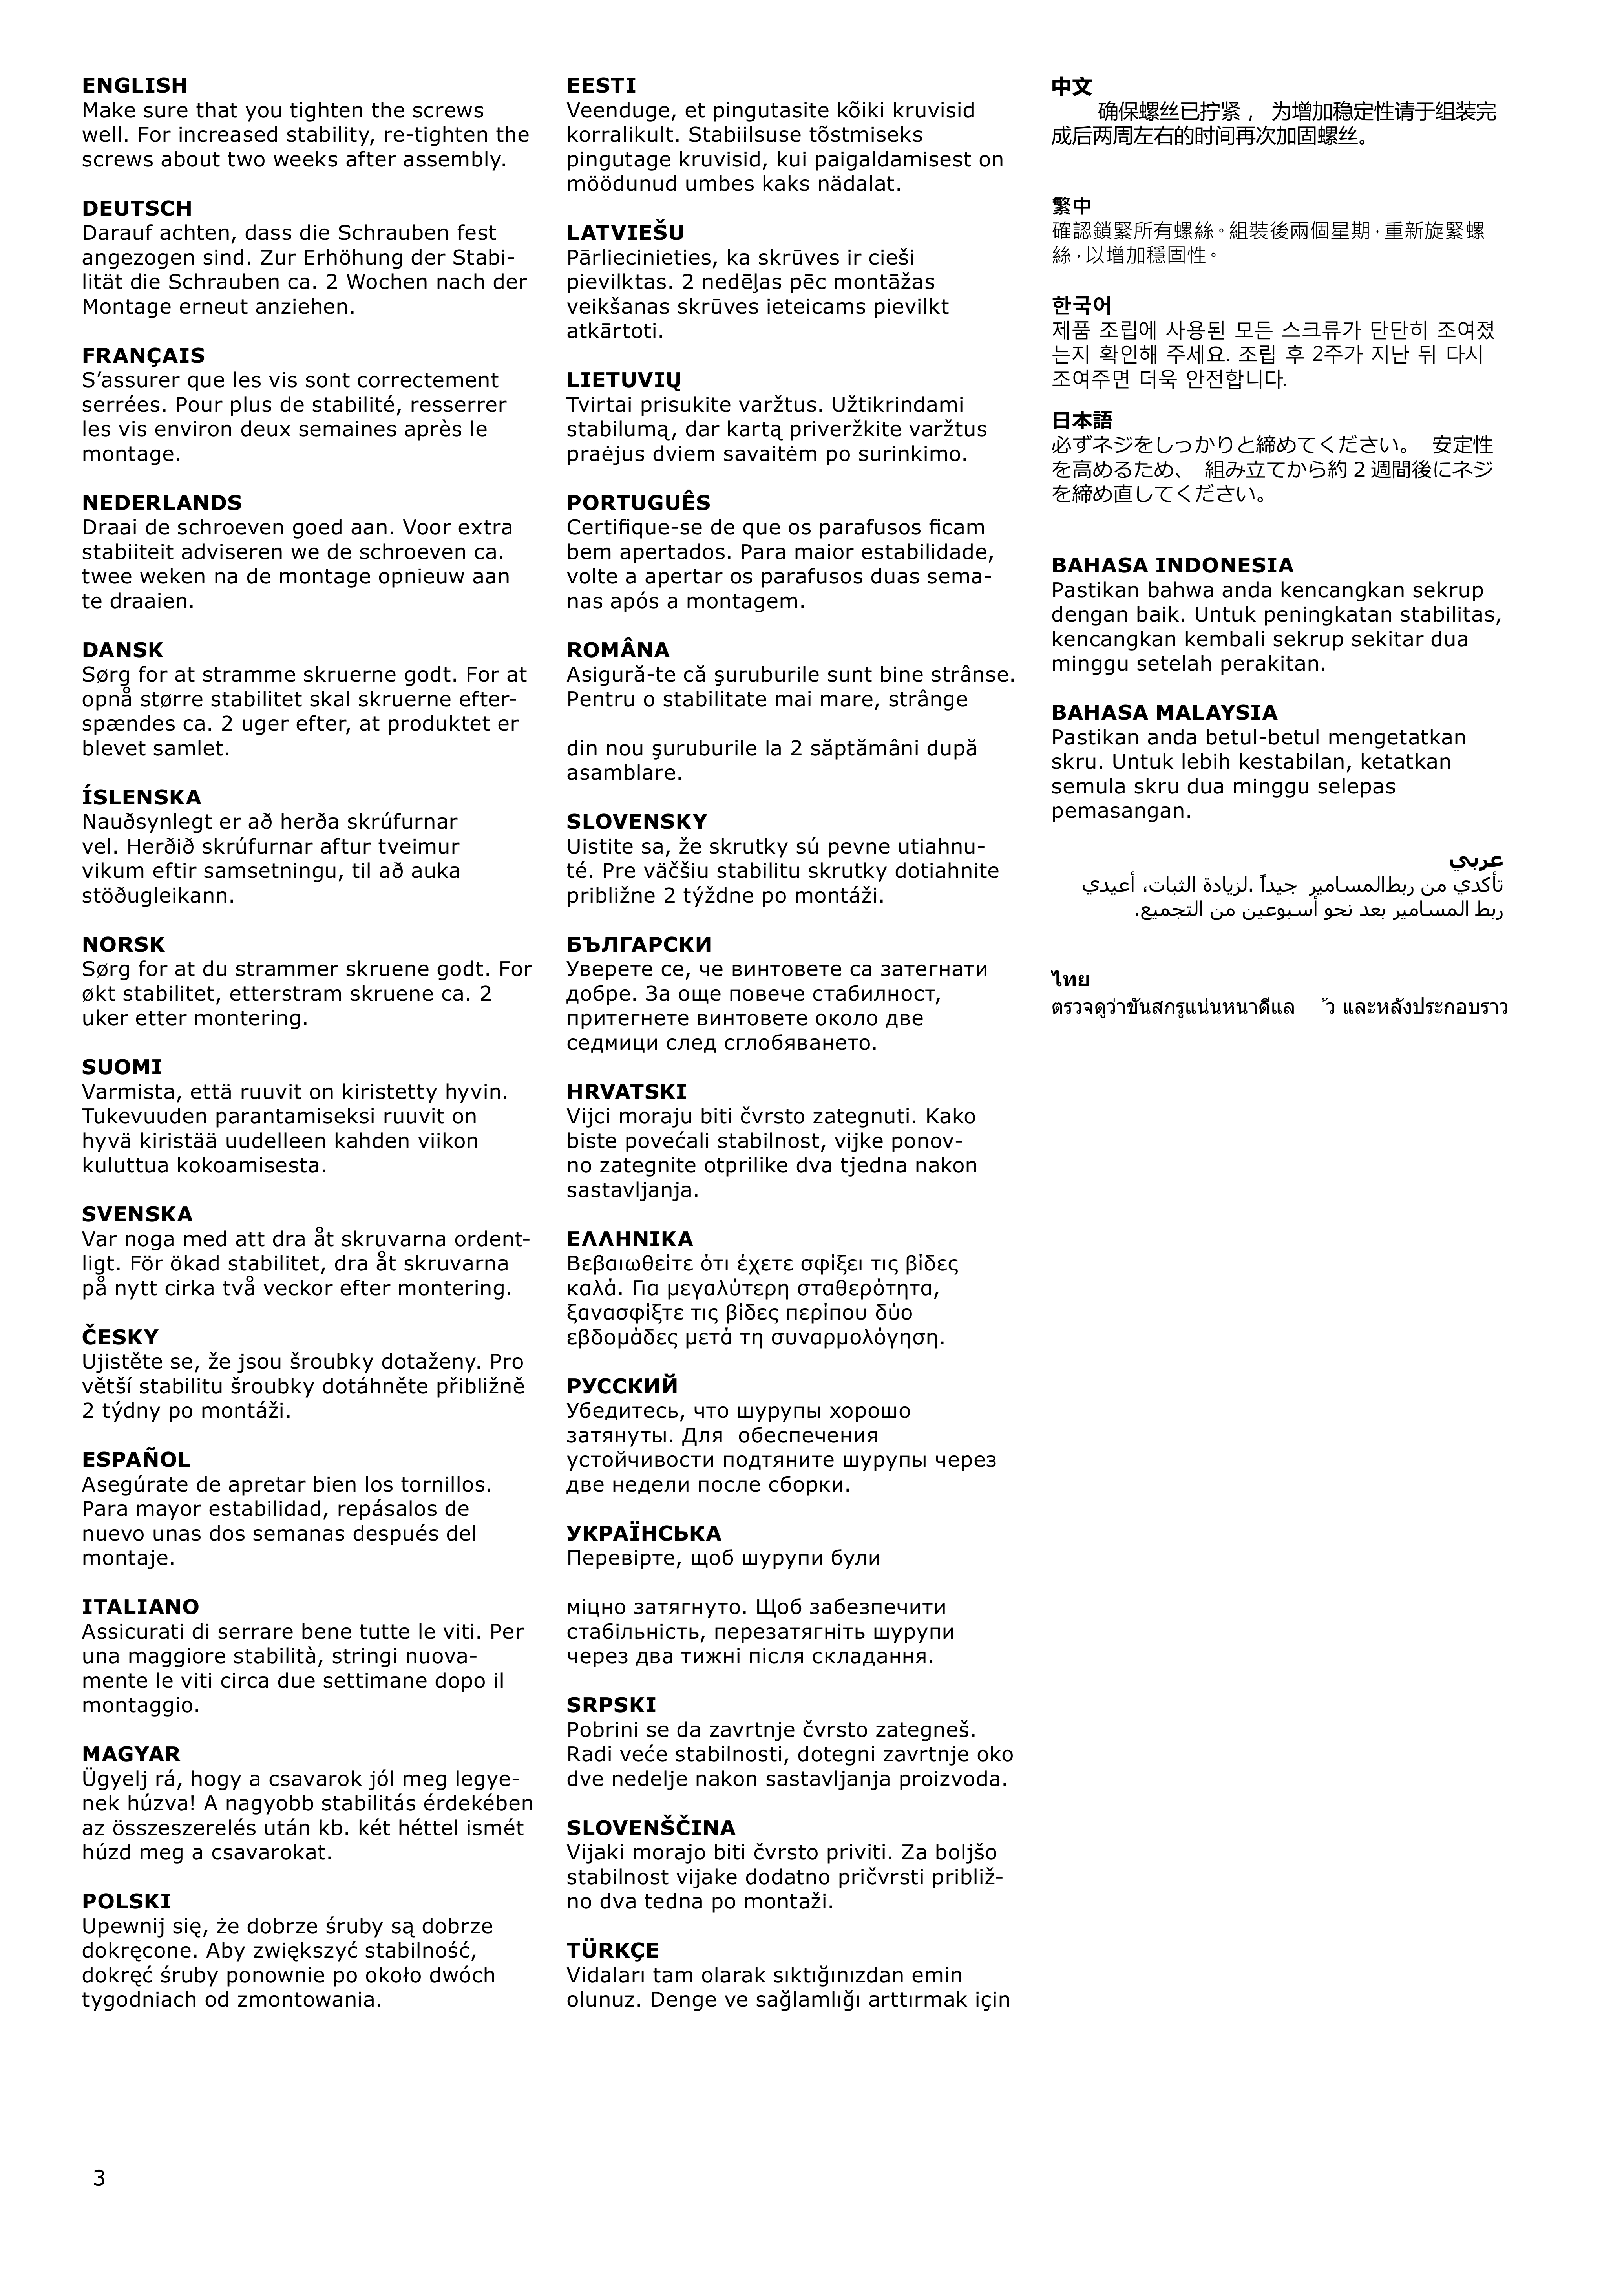 ENGLISH
Make sure that you tighten the screws
well. For increased stability, re-tighten the
screws about two weeks after assembly.
DEUTSCH
Darauf achten, dass die Schrauben fest
angezogen sind. Zur Erhöhung der Stabi-
lität die Schrauben ca. 2 Wochen nach der
Montage erneut anziehen.
FRANÇAIS
S’assurer que les vis sont correctement
serrées. Pour plus de stabilité, resserrer
les vis environ deux semaines après le
montage.
NEDERLANDS
Draai de schroeven goed aan. Voor extra
stabiiteit adviseren we de schroeven ca.
twee weken na de montage opnieuw aan
te draaien.
DANSK
Sørg for at stramme skruerne godt. For at
opnå større stabilitet skal skruerne efter-
spændes ca. 2 uger efter, at produktet er
blevet samlet.
ÍSLENSKA
Nauðsynlegt er að herða skrúfurnar
vel. Herðið skrúfurnar aftur tveimur
vikum eftir samsetningu, til að auka
stöðugleikann.
NORSK
Sørg for at du strammer skruene godt. For
økt stabilitet, etterstram skruene ca. 2
uker etter montering.
SUOMI
Varmista, että ruuvit on kiristetty hyvin.
Tukevuuden parantamiseksi ruuvit on
hyvä kiristää uudelleen kahden viikon
kuluttua kokoamisesta.
SVENSKA
Var noga med att dra åt skruvarna ordent-
ligt. För ökad stabilitet, dra åt skruvarna
på nytt cirka två veckor efter montering.
ČESKY
Ujistěte se, že jsou šroubky dotaženy. Pro
větší stabilitu šroubky dotáhněte přibližně
2 týdny po montáži.
ESPAÑOL
Asegúrate de apretar bien los tornillos.
Para mayor estabilidad, repásalos de
nuevo unas dos semanas después del
montaje.
ITALIANO
Assicurati di serrare bene tutte le viti. Per
una maggiore stabilità, stringi nuova-
mente le viti circa due settimane dopo il
montaggio.
MAGYAR
Ügyelj rá, hogy a csavarok jól meg legye-
nek húzva! A nagyobb stabilitás érdekében
az összeszerelés után kb. két héttel ismét
húzd meg a csavarokat.
POLSKI
Upewnij się, że dobrze śruby są dobrze
dokręcone. Aby zwiększyć stabilność,
dokręć śruby ponownie po około dwóch
tygodniach od zmontowania.
EESTI
Veenduge, et pingutasite kõiki kruvisid
korralikult. Stabiilsuse tõstmiseks
pingutage kruvisid, kui paigaldamisest on
möödunud umbes kaks nädalat.
LATVIEŠU
Pārliecinieties, ka skrūves ir cieši
pievilktas. 2 nedēļas pēc montāžas
veikšanas skrūves ieteicams pievilkt
atkārtoti.
LIETUVIŲ
Tvirtai prisukite varžtus. Užtikrindami
stabilumą, dar kartą priveržkite varžtus
praėjus dviem savaitėm po surinkimo.
PORTUGUÊS
Certifique-se de que os parafusos ficam
bem apertados. Para maior estabilidade,
volte a apertar os parafusos duas sema-
nas após a montagem.
ROMÂNA
Asigură-te că şuruburile sunt bine strânse.
Pentru o stabilitate mai mare, strânge
din nou şuruburile la 2 săptămâni după
asamblare.
SLOVENSKY
Uistite sa, že skrutky sú pevne utiahnu-
té. Pre väčšiu stabilitu skrutky dotiahnite
približne 2 týždne po montáži.
БЪЛГАРСКИ
Уверете се, че винтовете са затегнати
добре. За още повече стабилност,
притегнете винтовете около две
седмици след сглобяването.
HRVATSKI
Vijci moraju biti čvrsto zategnuti. Kako
biste povećali stabilnost, vijke ponov-
no zategnite otprilike dva tjedna nakon
sastavljanja.
ΕΛΛΗΝΙΚΑ
Βεβαιωθείτε ότι έχετε σφίξει τις βίδες
καλά. Για μεγαλύτερη σταθερότητα,
ξανασφίξτε τις βίδες περίπου δύο
εβδομάδες μετά τη συναρμολόγηση.
РУССКИЙ
Убедитесь, что шурупы хорошо
затянуты. Для  обеспечения
устойчивости подтяните шурупы через
две недели после сборки.
УКРАЇНСЬКА
Перевірте, щоб шурупи були
міцно затягнуто. Щоб забезпечити
стабільність, перезатягніть шурупи
через два тижні після складання.
SRPSKI
Pobrini se da zavrtnje čvrsto zategneš.
Radi veće stabilnosti, dotegni zavrtnje oko
dve nedelje nakon sastavljanja proizvoda.
SLOVENŠČINA
Vijaki morajo biti čvrsto priviti. Za boljšo
stabilnost vijake dodatno pričvrsti približ-
no dva tedna po montaži.
TÜRKÇE
Vidaları tam olarak sıktığınızdan emin
olunuz. Denge ve sağlamlığı arttırmak için
中文
确保螺丝已拧紧， 为增加稳定性请于组装完
成后两周左右的时间再次加固螺丝。
繁中
確認鎖緊所有螺絲。組裝後兩個星期，重新旋緊螺
絲，以增加穩固性。
한국어
제품 조립에 사용된 모든 스크류가 단단히 조여졌
는지 확인해 주세요. 조립 후 2주가 지난 뒤 다시
조여주면 더욱 안전합니다.
日本語
必ずネジをしっかりと締めてください。 安定性
を高めるため、 組み立てから約 2 週間後にネジ
を締め直してください。
BAHASA INDONESIA
Pastikan bahwa anda kencangkan sekrup
dengan baik. Untuk peningkatan stabilitas,
kencangkan kembali sekrup sekitar dua
minggu setelah perakitan.
BAHASA MALAYSIA
Pastikan anda betul-betul mengetatkan
skru. Untuk lebih kestabilan, ketatkan
semula skru dua minggu selepas
pemasangan.
عربي
تأكدي من ربطالمسامير جيداً .لزيادة الثبات، أعيدي
ربط المسامير بعد نحو أسبوعين من التجميع.
ไทย
ตรวจดูว่าขันสกรูแน่นหนาดีแล ้ว และหลังประกอบราว
3